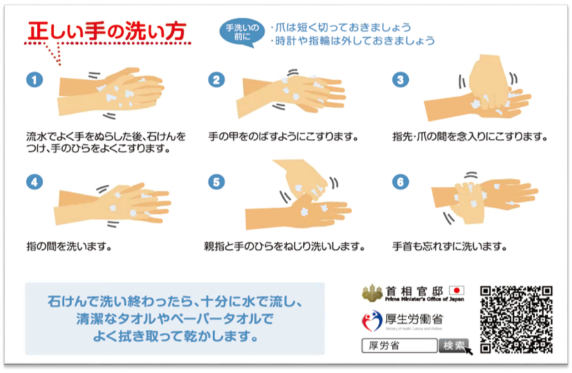 正しい手の洗い方
手洗いの
前に
・爪は短く切っておきましょう
・時計や指輪は外しておきましょう
1
流水でよく手をぬらした後、石けんを
つけ、手のひらをよくこすります。
2
手の甲をのばすようにこすります。
3
指先・爪の間を念入りにこすります。
4
指の間を洗います。
5
親指と手のひらをねじり洗いします。
6
手首も忘れずに洗います。
石けんで洗い終わったら、十分に水で流し、
清潔なタオルやペーパータオルで
よく拭き取って乾かします。
首相官邸
Prime Minister's Office of Japan
厚生労働省
Ministry of Health, Labour and Welfare
厚労省 検索